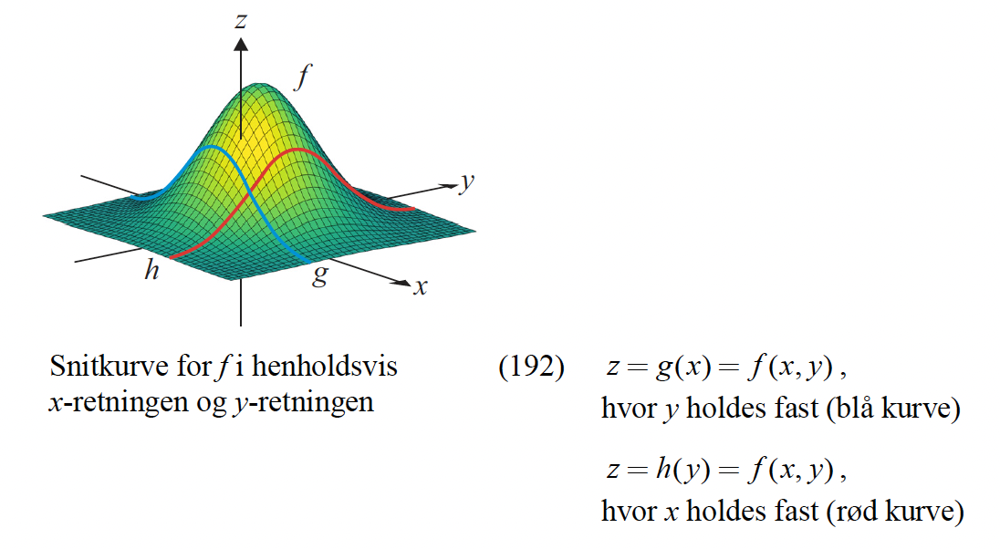 z
f
y
h
g
x
Snitkurve for f i henholdsvis
x-retningen og y-retningen
(192) z = g(x) = f(x, y),
hvor y holdes fast (blå kurve)
z = h(y) = f(x, y),
hvor x holdes fast (rød kurve)